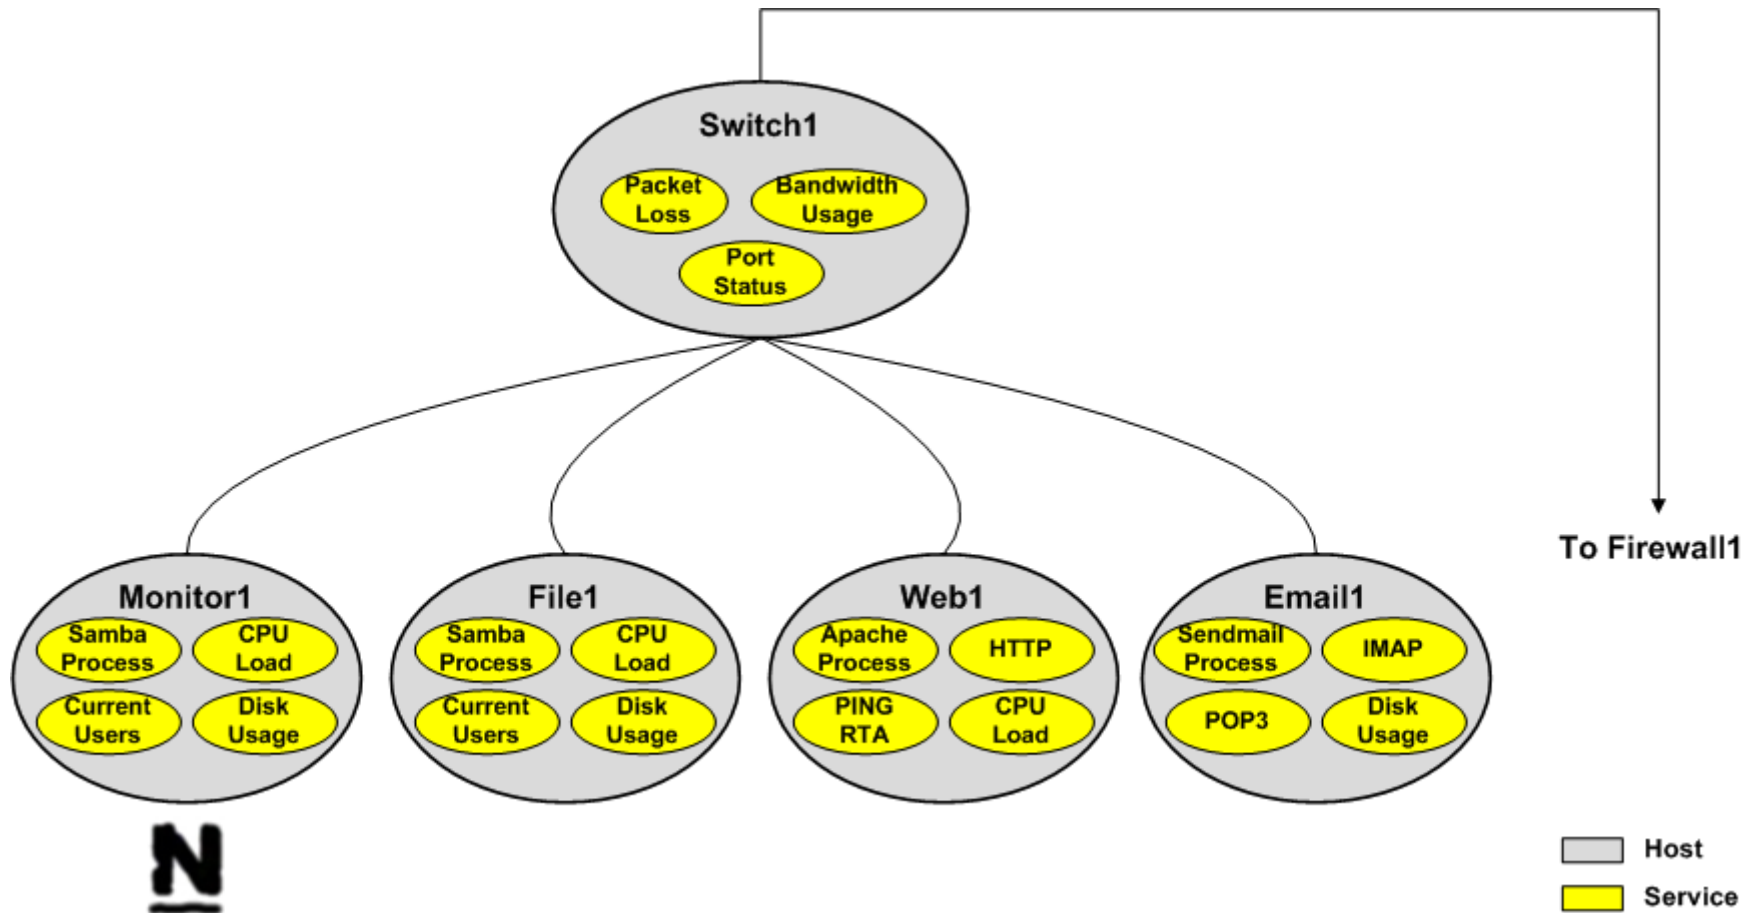 Switch1
Packet
Loss
Bandwidth
Usage
Port
Status
To Firewall1
Monitor1
Samba
Process
CPU
Load
Current
Users
Disk
Usage
File1
Samba
Process
CPU
Load
Current
Users
Disk
Usage
Web1
Apache
Process
HTTP
PING
RTA
CPU
Load
Email1
Sendmail
Process
IMAP
POP3
Disk
Usage
N
Host
Service